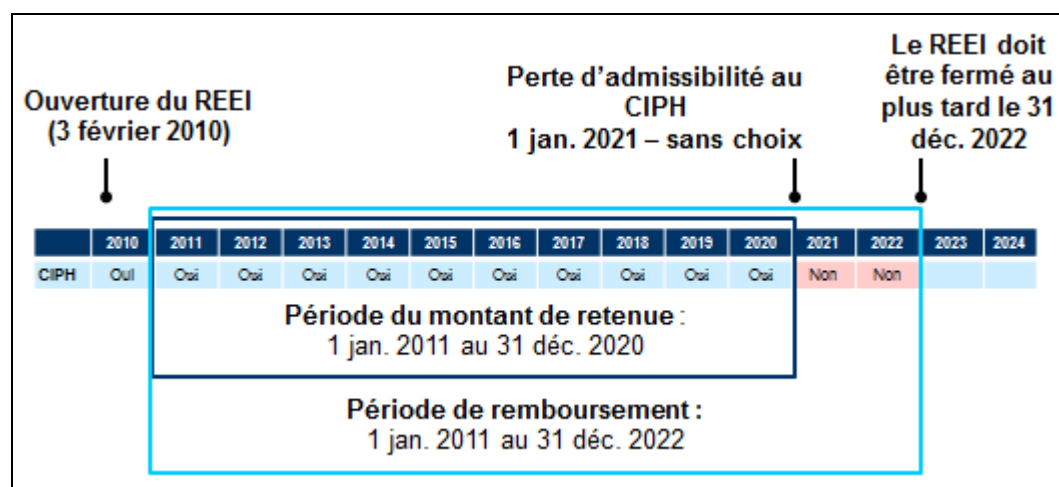 Ouverture du REEI
(3 février 2010)
Perte d’admissibilité au
CIPH
1 jan. 2021 – sans choix
Le REEI doit
être fermé au
plus tard le 31
déc. 2022
2010 2011 2012 2013 2014 2015 2016 2017 2018 2019 2020 2021 2022 2023 2024
CIPH Oui Oui Oui Oui Oui Oui Oui Oui Oui Oui Oui Non Non
Période du montant de retenue :
1 jan. 2011 au 31 déc. 2020
Période de remboursement :
1 jan. 2011 au 31 déc. 2022